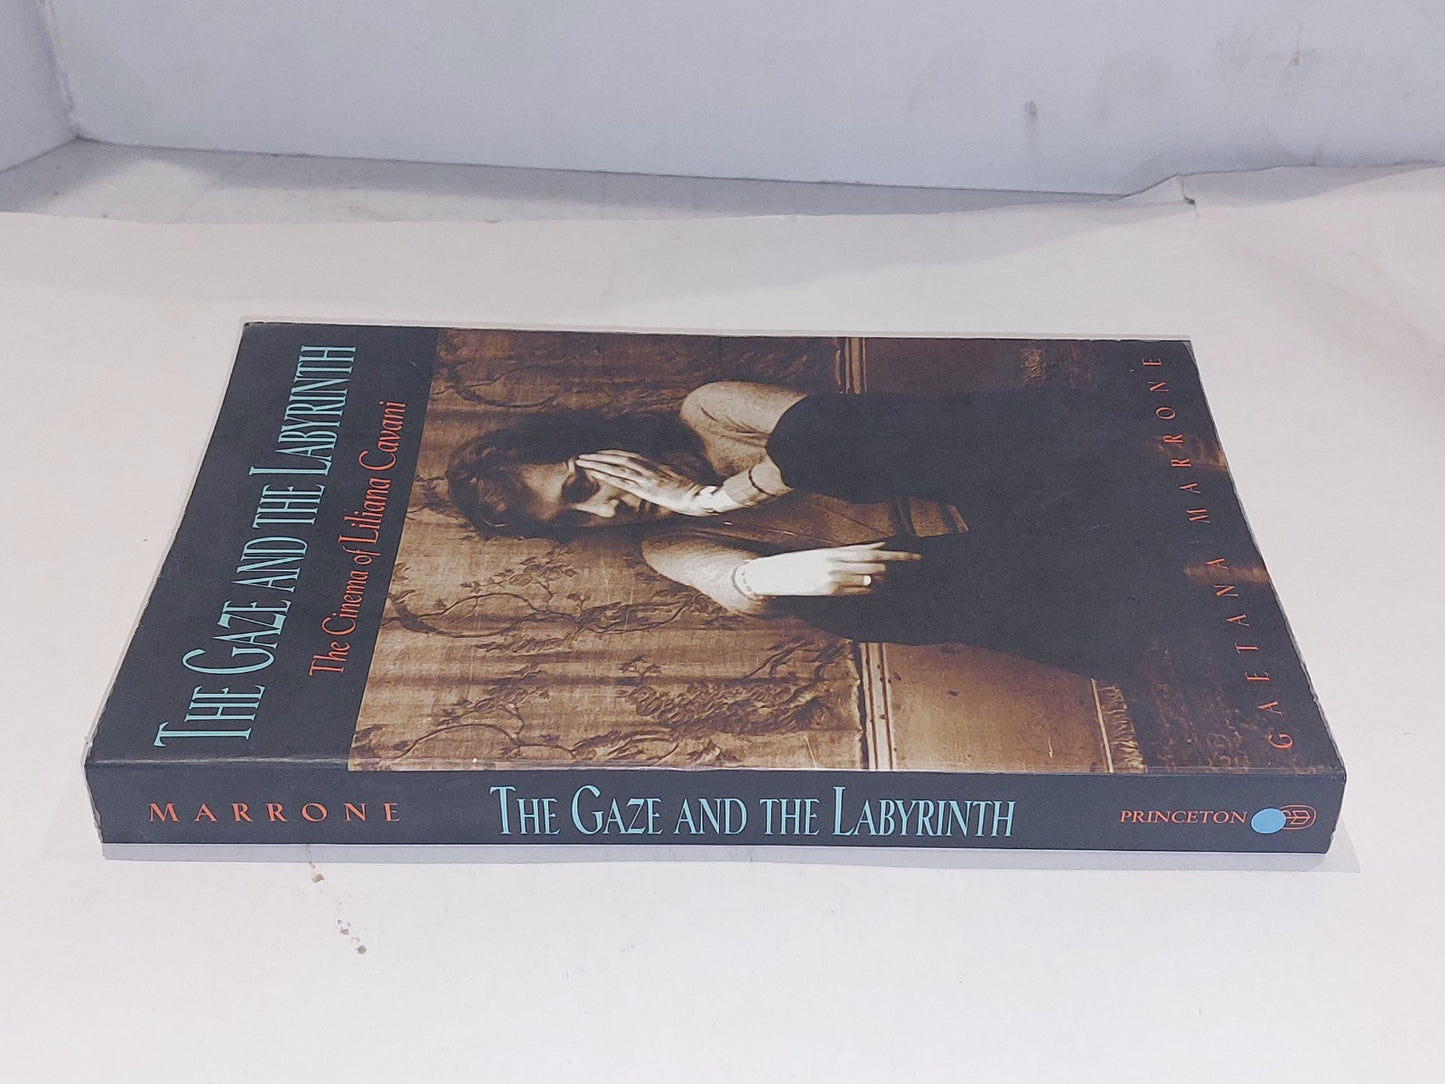 THE GAZE AND THE LABYRINTH
The Cinema of Liliana Cavani
GAETANA MARRONE
MARRONE
THE GAZE AND THE LABYRINTH
PRINCETON